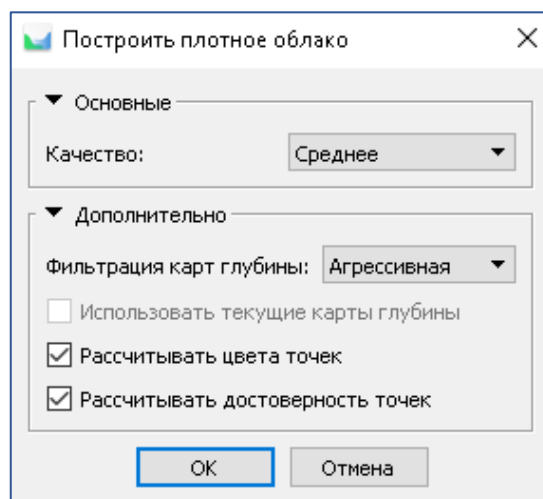 Построить плотное облако
Основные
Качество: Среднее
Дополнительно
Фильтрация карт глубины: Агрессивная
Использовать текущие карты глубины
Рассчитывать цвета точек
Рассчитывать достоверность точек
ОК Отмена